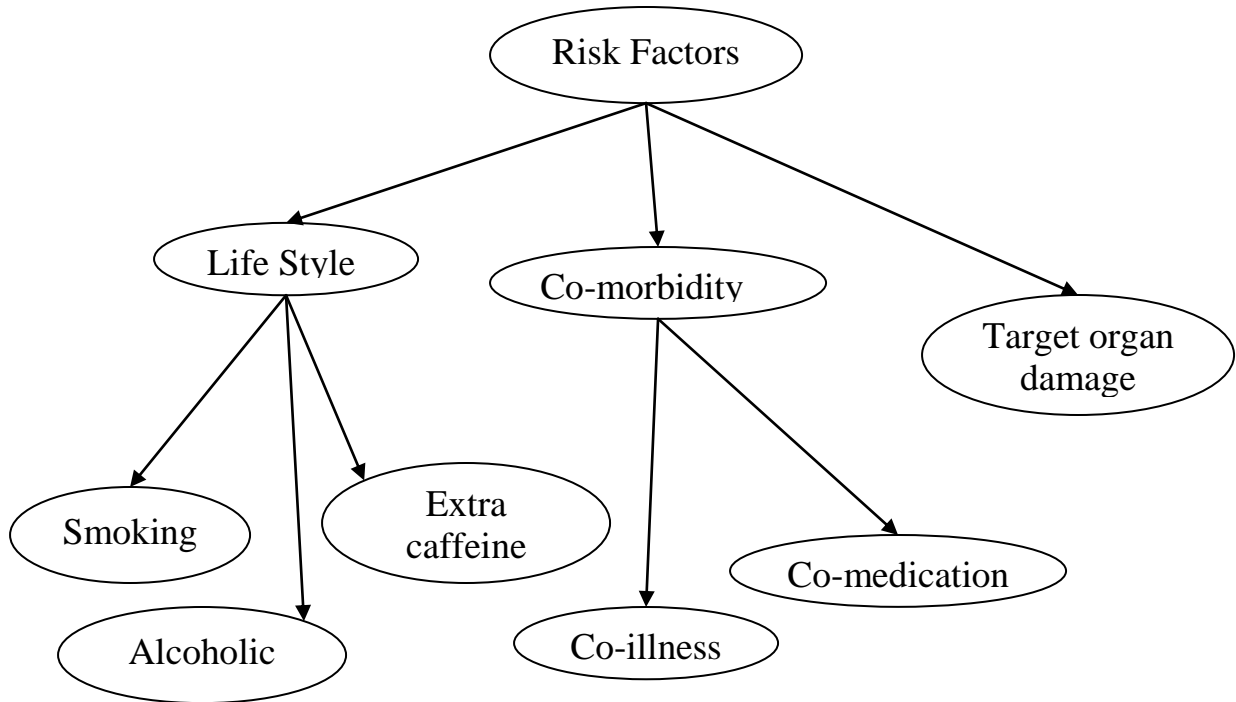 Risk Factors
Life Style
Co-morbidity
Target organ
damage
Smoking
Extra
caffeine
Co-medication
Alcoholic
Co-illness